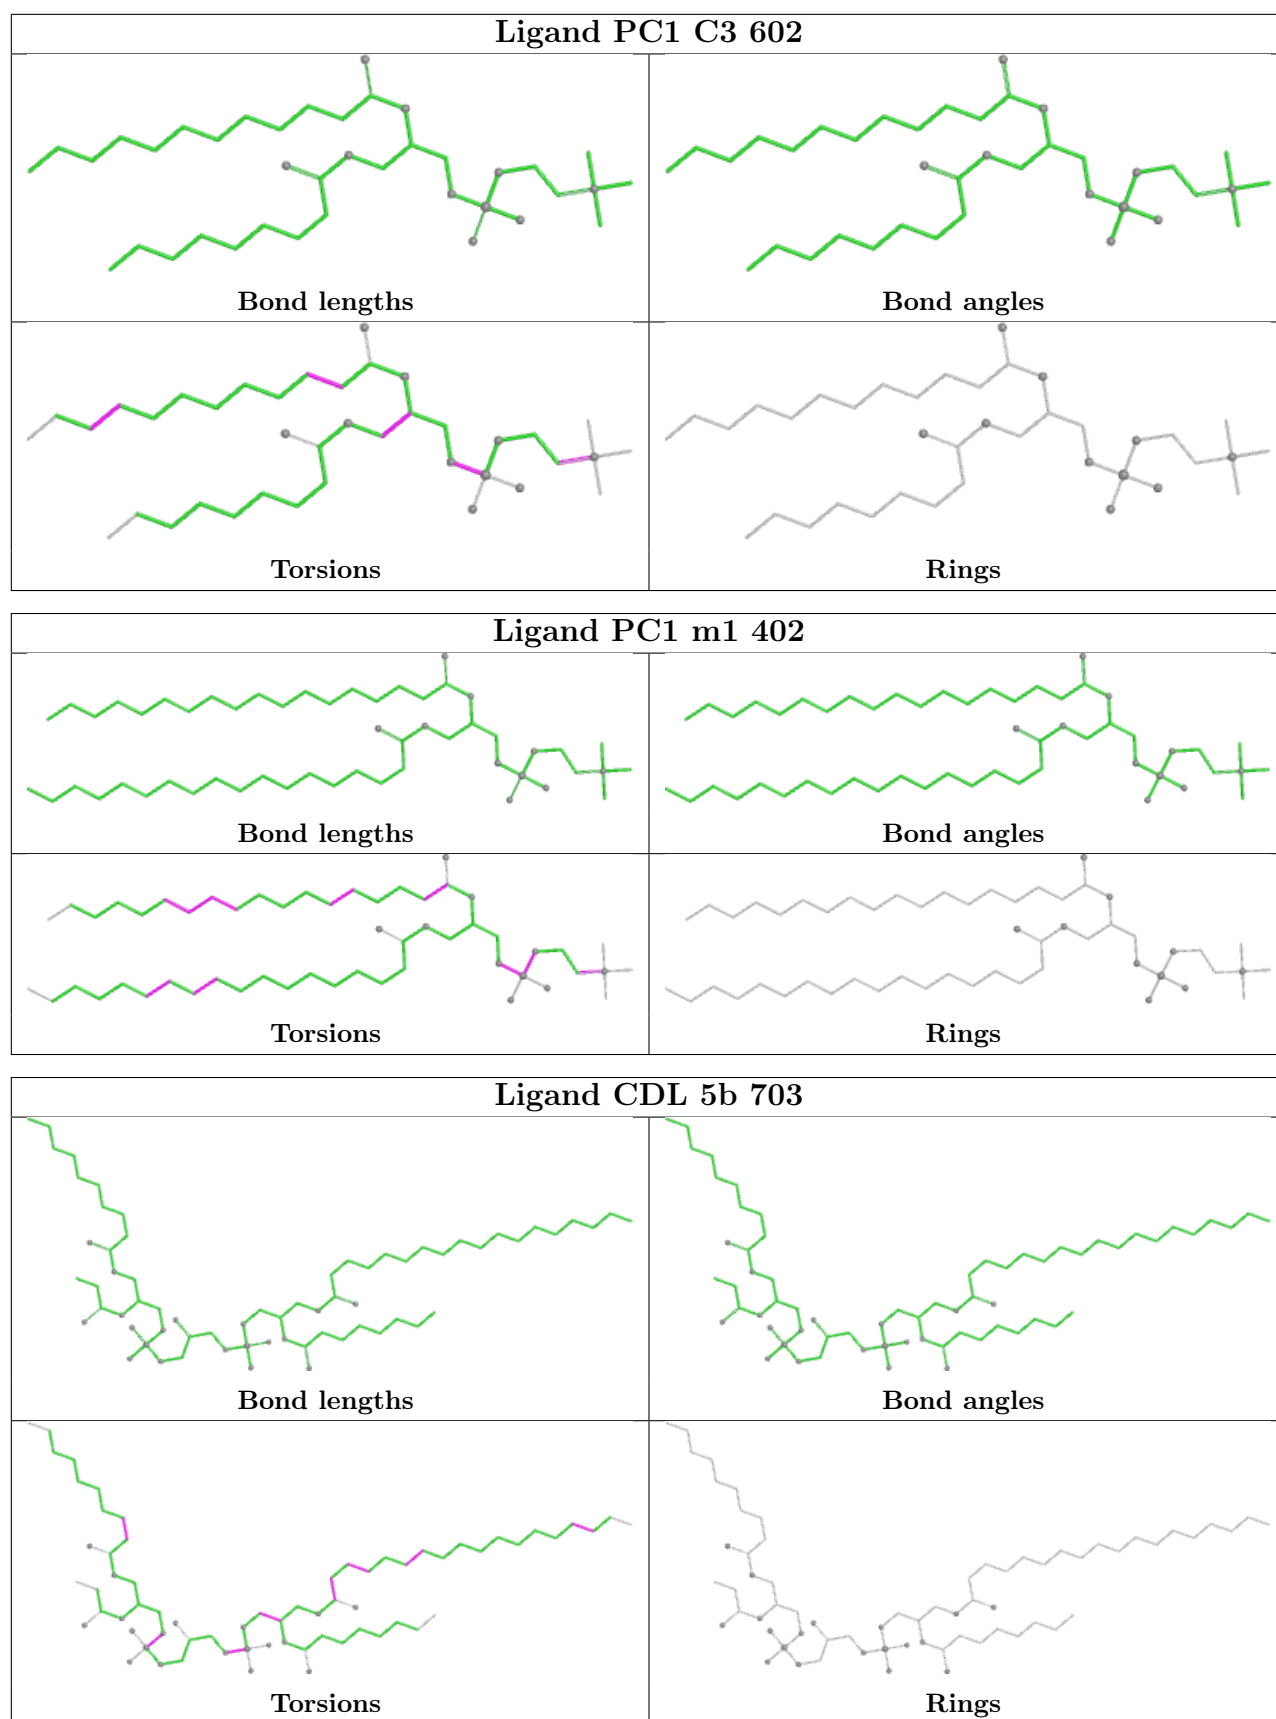 Ligand PC1 C3 602
Bond lengths
Bond angles
Torsions
Rings
Ligand PC1 m1 402
Bond lengths
Bond angles
Torsions
Rings
Ligand CDL 5b 703
Bond lengths
Bond angles
Torsions
Rings